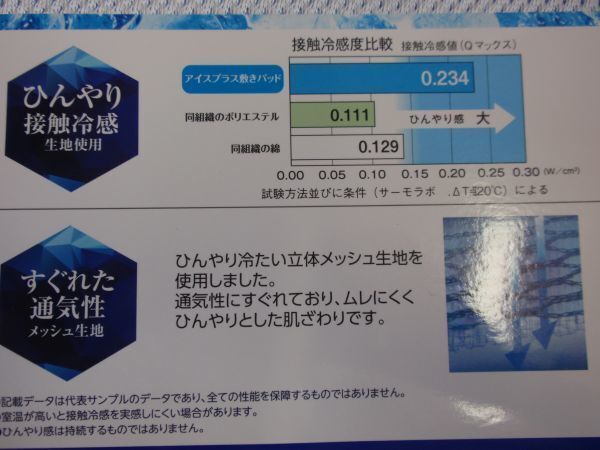 ひんやり
接触冷感
生地使用
接触冷感度比較 接触冷感値(Qマックス)
アイスプラス敷きパッド
0.234
同組織のポリエステル
0.111
ひんやり感 大
同組織の綿
0.129
0.00 0.05 0.10 0.15 0.20 0.25 0.30 (W/c㎡)
試験方法並びに条件(サーモラボ .ΔT=20℃)による
すぐれた
通気性
メッシュ生地
ひんやり冷たい立体メッシュ生地を
使用しました。
通気性にすぐれており、ムレにくく
ひんやりとした肌ざわりです。
記載データは代表サンプルのデータであり、全ての性能を保障するものではありません。
室温が高いと接触冷感を実感しにくい場合があります。
ひんやり感は持続するものではありません。